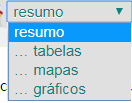 resumo
resumo
... tabelas
... mapas
... gráficos